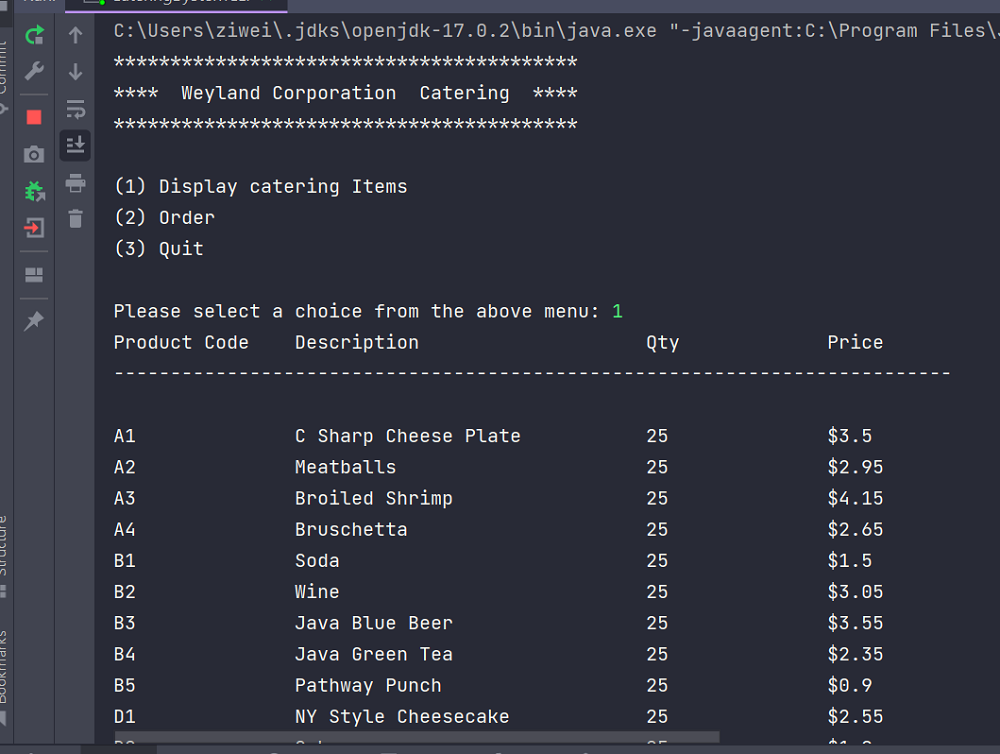 C:\Users\ziwei\.jdks\openjdk-17.0.2\bin\java.exe "-javaagent:C:\Program Files\
*****************************************
****  Weyland Corporation  Catering  ****
*****************************************
(1) Display catering Items
(2) Order
(3) Quit
Please select a choice from the above menu: 1
Product Code    Description                    Qty             Price
--------------------------------------------------------------------------
A1              C Sharp Cheese Plate           25              $3.5
A2              Meatballs                      25              $2.95
A3              Broiled Shrimp                 25              $4.15
A4              Bruschetta                     25              $2.65
B1              Soda                           25              $1.5
B2              Wine                           25              $3.05
B3              Java Blue Beer                 25              $3.55
B4              Java Green Tea                 25              $2.35
B5              Pathway Punch                  25              $0.9
D1              NY Style Cheesecake            25              $2.55
Commit
Structure
Bookmarks